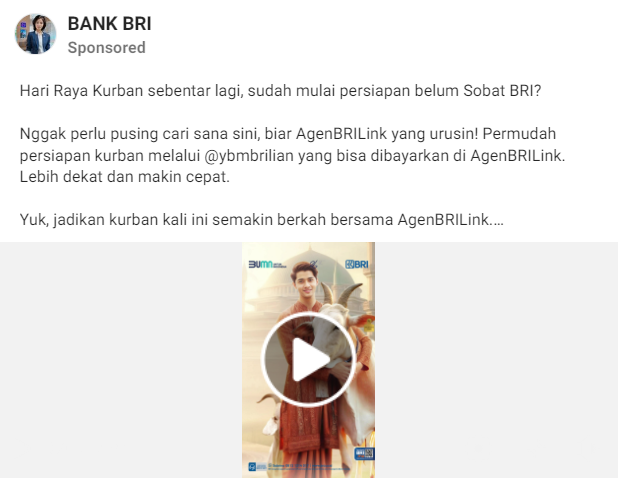 BANK BRI
Sponsored
Hari Raya Kurban sebentar lagi, sudah mulai persiapan belum Sobat BRI?
Nggak perlu pusing cari sana sini, biar AgenBRILink yang urusin! Permudah
persiapan kurban melalui @ybmbrilian yang bisa dibayarkan di AgenBRILink.
Lebih dekat dan makin cepat.
Yuk, jadikan kurban kali ini semakin berkah bersama AgenBRILink....
BUMN
BRI